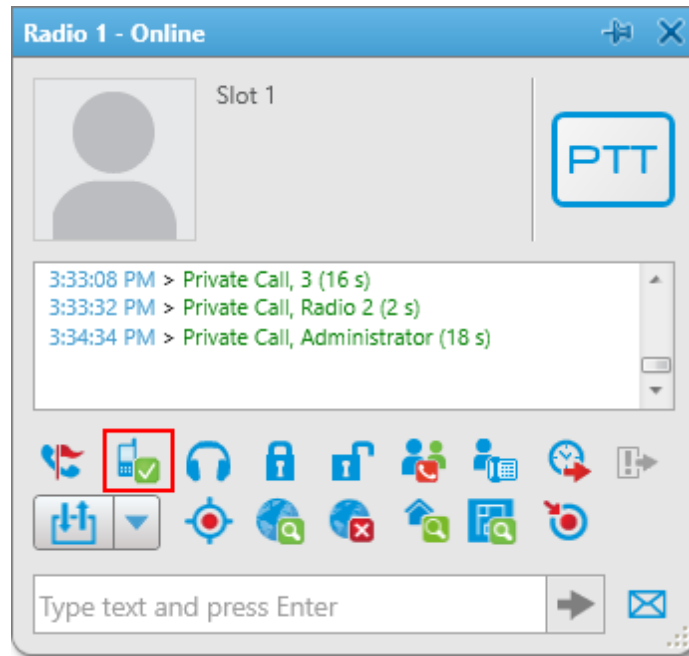 Radio 1 - Online
Slot 1
PTT
3:33:08 PM > Private Call, 3 (16 s)
3:33:32 PM > Private Call, Radio 2 (2 s)
3:34:34 PM > Private Call, Administrator (18 s)
Type text and press Enter